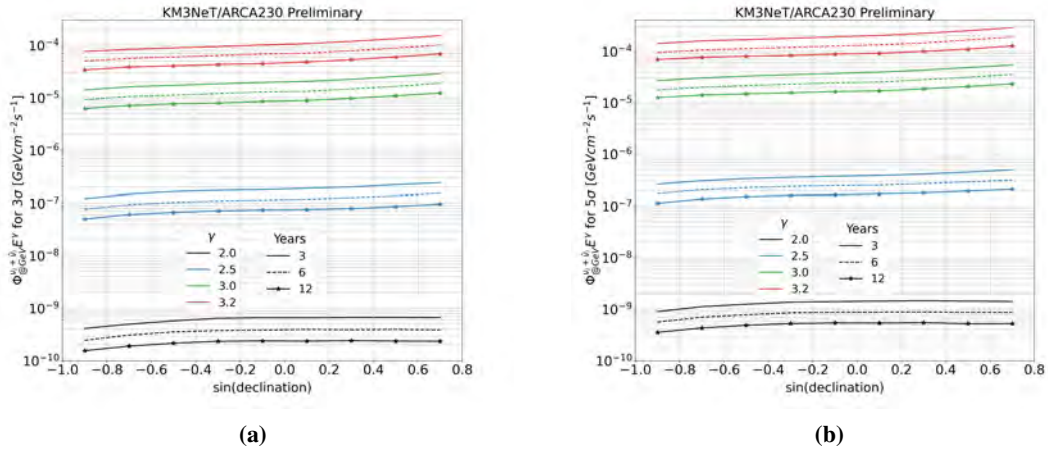 KM3NeT/ARCA230 Preliminary
10⁻⁴
10⁻⁵
10⁻⁶
10⁻⁷
10⁻⁸
10⁻⁹
10⁻¹⁰
for 3σ [GeVcm⁻²s⁻¹]
γ Years
2.0 3
2.5 6
3.0 12
3.2
−1.0 −0.8 −0.6 −0.4 −0.2 0.0 0.2 0.4 0.6 0.8
sin(declination)
(a)
KM3NeT/ARCA230 Preliminary
10⁻⁴
10⁻⁵
10⁻⁶
10⁻⁷
10⁻⁸
10⁻⁹
10⁻¹⁰
for 5σ [GeVcm⁻²s⁻¹]
γ Years
2.0 3
2.5 6
3.0 12
3.2
−1.0 −0.8 −0.6 −0.4 −0.2 0.0 0.2 0.4 0.6 0.8
sin(declination)
(b)